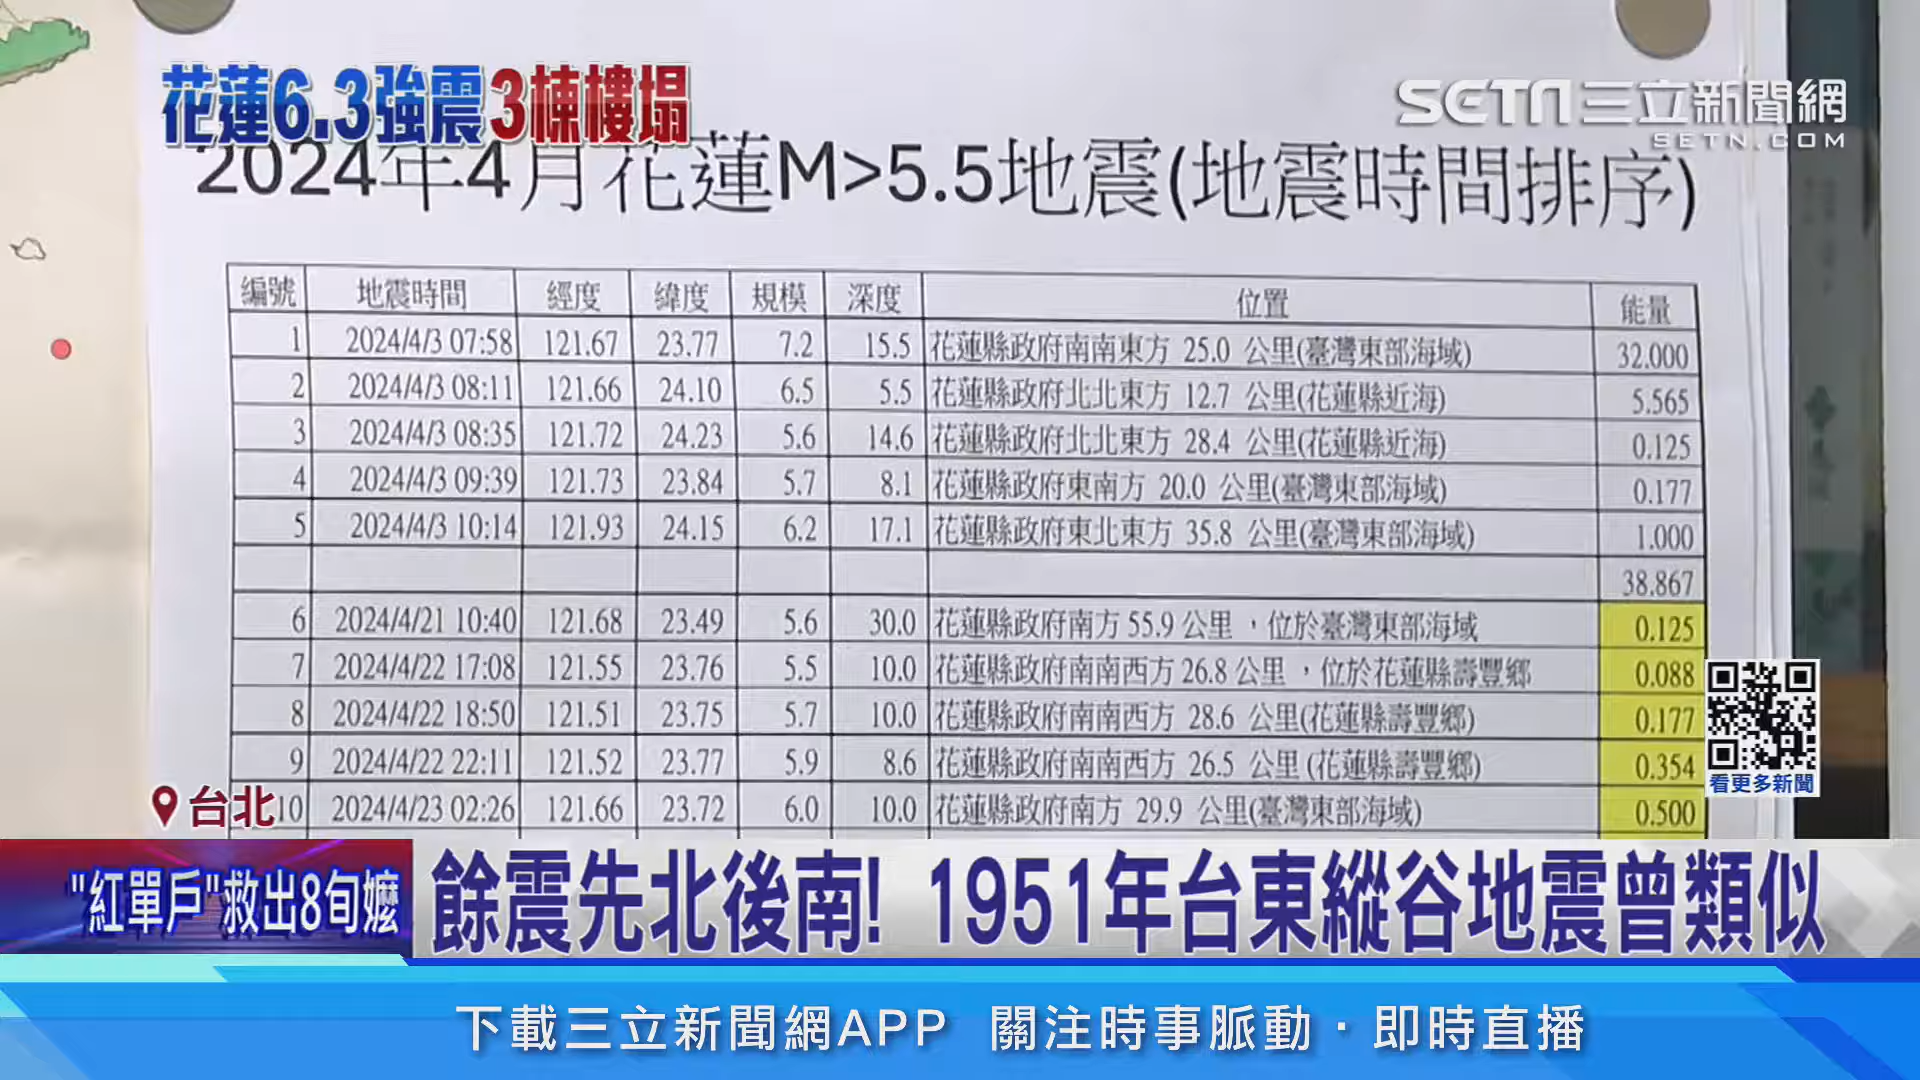 花蓮6.3強震3棟樓塌
SETN三立新聞網
SETN.COM
2024年4月花蓮M>5.5地震(地震時間排序)
編號 地震時間 經度 緯度 規模 深度 位置 能量
1 2024/4/3 07:58 121.67 23.77 7.2 15.5 花蓮縣政府南南東方 25.0 公里(臺灣東部海域) 32.000
2 2024/4/3 08:11 121.66 24.10 6.5 5.5 花蓮縣政府北北東方 12.7 公里(花蓮縣近海) 5.565
3 2024/4/3 08:35 121.72 24.23 5.6 14.6 花蓮縣政府北北東方 28.4 公里(花蓮縣近海) 0.125
4 2024/4/3 09:39 121.73 23.84 5.7 8.1 花蓮縣政府東南方 20.0 公里(臺灣東部海域) 0.177
5 2024/4/3 10:14 121.93 24.15 6.2 17.1 花蓮縣政府東北東方 35.8 公里(臺灣東部海域) 1.000
38.867
6 2024/4/21 10:40 121.68 23.49 5.6 30.0 花蓮縣政府南方 55.9 公里，位於臺灣東部海域 0.125
7 2024/4/22 17:08 121.55 23.76 5.5 10.0 花蓮縣政府南南西方 26.8 公里，位於花蓮縣壽豐鄉 0.088
8 2024/4/22 18:50 121.51 23.75 5.7 10.0 花蓮縣政府南南西方 28.6 公里(花蓮縣壽豐鄉) 0.177
9 2024/4/22 22:11 121.52 23.77 5.9 8.6 花蓮縣政府南南西方 26.5 公里 (花蓮縣壽豐鄉) 0.354
10 2024/4/23 02:26 121.66 23.72 6.0 10.0 花蓮縣政府南方 29.9 公里(臺灣東部海域) 0.500
看更多新聞
台北
"紅單戶"救出8旬嬤
餘震先北後南! 1951年台東縱谷地震曾類似
下載三立新聞網APP 關注時事脈動·即時直播